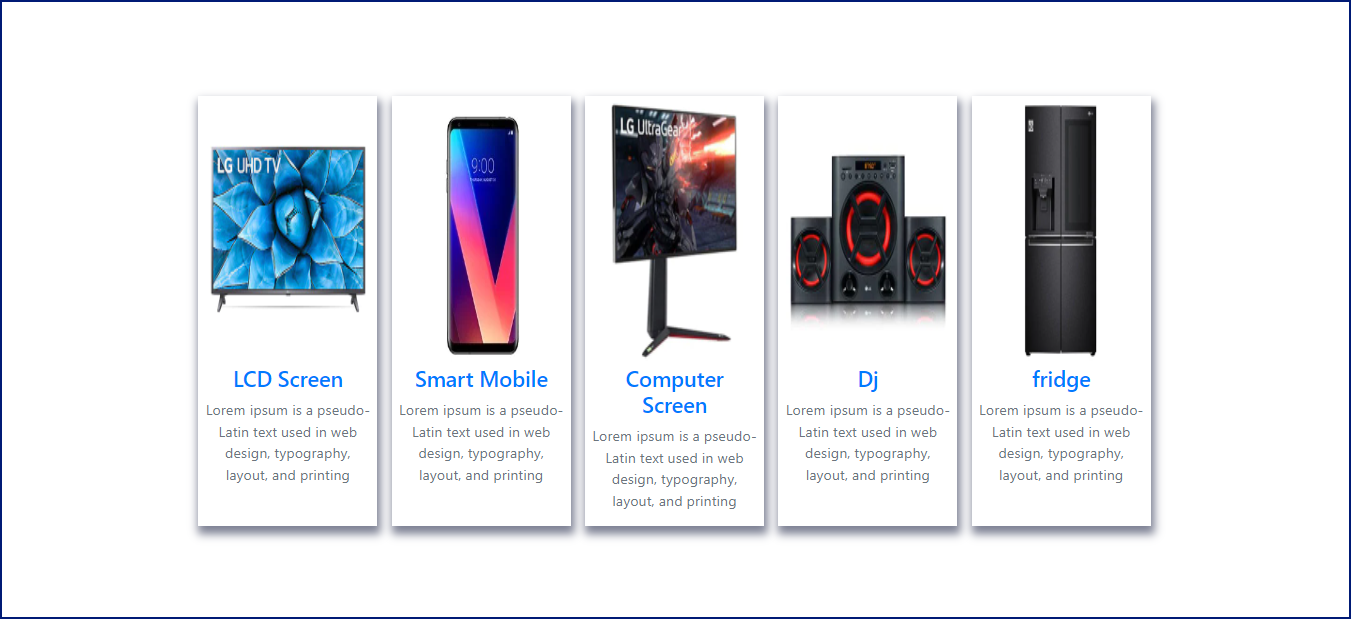 LG UHD TV
9:00
LG UltraGear
LCD Screen
Lorem ipsum is a pseudo-
Latin text used in web
design, typography,
layout, and printing
Smart Mobile
Lorem ipsum is a pseudo-
Latin text used in web
design, typography,
layout, and printing
Computer
Screen
Lorem ipsum is a pseudo-
Latin text used in web
design, typography,
layout, and printing
Dj
Lorem ipsum is a pseudo-
Latin text used in web
design, typography,
layout, and printing
fridge
Lorem ipsum is a pseudo-
Latin text used in web
design, typography,
layout, and printing